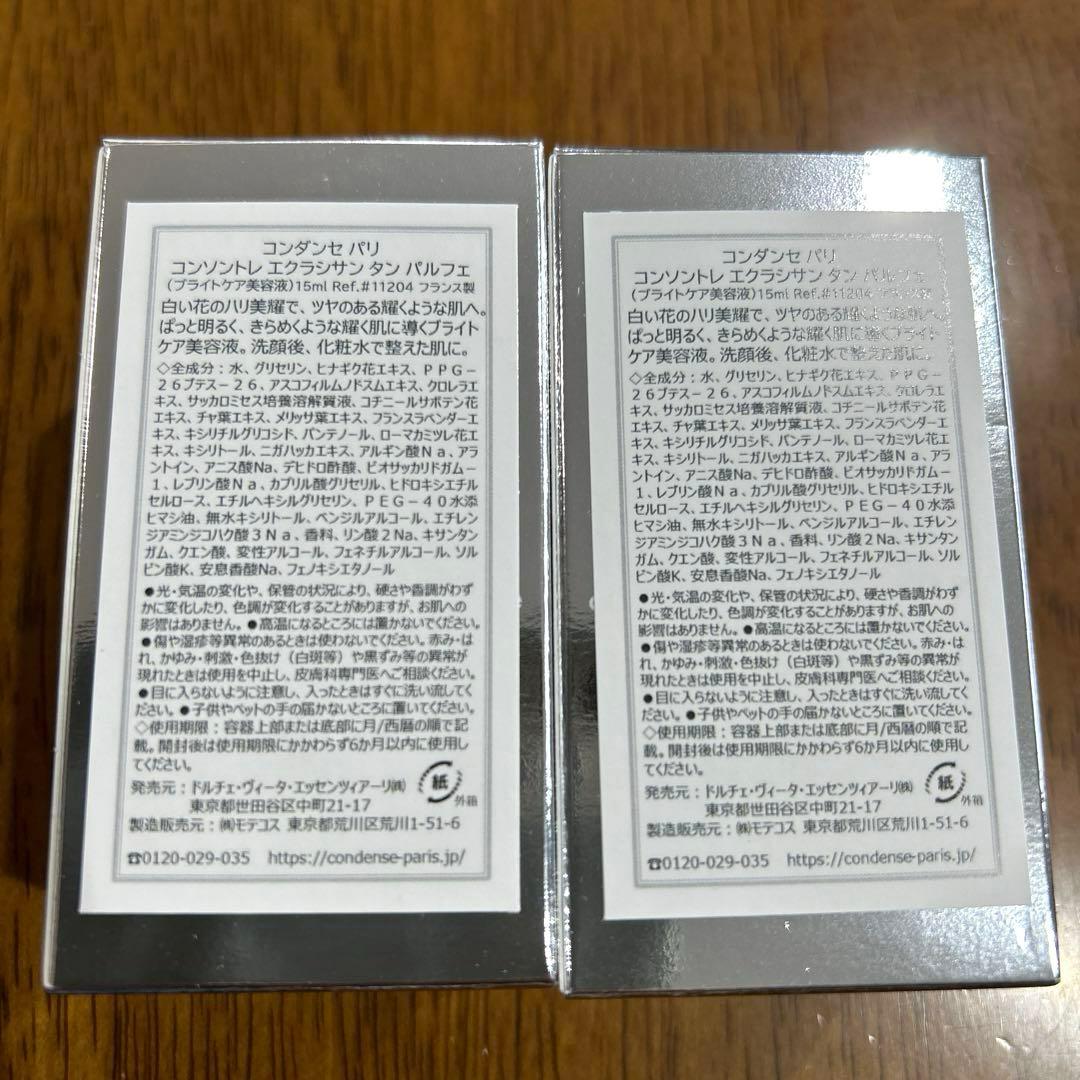 コンダンセ パリ
コンソントレ エクラシサン タン パルフェ
(ブライトケア美容液)15ml Ref.#11204 フランス製
白い花のハリ美耀で、ツヤのある耀くような肌へ。
ぱっと明るく、きらめくような耀く肌に導くブライト
ケア美容液。洗顔後、化粧水で整えた肌に。
◇全成分：水、グリセリン、ヒナギク花エキス、ＰＰＧ－
２６ブテス－２６、アスコフィルムノドスムエキス、クロレラエ
キス、サッカロミセス培養溶解質液、コチニールサボテン花
エキス、チャ葉エキス、メリッサ葉エキス、フランスラベンダーエ
キス、キシリチルグリコシド、パンテノール、ローマカミツレ花エ
キス、キシリトール、ニガハッカエキス、アルギン酸Ｎａ、アラ
ントイン、アニス酸Na、デヒドロ酢酸、ビオサッカリドガム－
１、レブリン酸Ｎａ、カプリル酸グリセリル、ヒドロキシエチル
セルロース、エチルヘキシルグリセリン、ＰＥＧ－４０水添
ヒマシ油、無水キシリトール、ベンジルアルコール、エチレン
ジアミンジコハク酸３Ｎａ、香料、リン酸２Na、キサンタン
ガム、クエン酸、変性アルコール、フェネチルアルコール、ソル
ビン酸K、安息香酸Na、フェノキシエタノール
●光・気温の変化や、保管の状況により、硬さや香調がわず
かに変化したり、色調が変化することがありますが、お肌への
影響はありません。●高温になるところには置かないでください。
●傷や湿疹等異常のあるときは使わないでください。赤み・は
れ、かゆみ・刺激・色抜け（白斑等）や黒ずみ等の異常が
現れたときは使用を中止し、皮膚科専門医へご相談ください。
●目に入らないように注意し、入ったときはすぐに洗い流してく
ださい。●子供やペットの手の届かないところに置いてください。
◇使用期限：容器上部または底部に月/西暦の順で記
載。開封後は使用期限にかかわらず6か月以内に使用し
てください。
発売元：ドルチェ・ヴィータ・エッセンツィアーリ㈱
東京都世田谷区中町21-17
紙
外箱
製造販売元：㈱モテコス 東京都荒川区荒川1-51-6
☎0120-029-035 https://condense-paris.jp/
コンダンセ パリ
コンソントレ エクラシサン タン パルフェ
(ブライトケア美容液)15ml Ref.#11204 フランス製
白い花のハリ美耀で、ツヤのある耀くような肌へ。
ぱっと明るく、きらめくような耀く肌に導くブライト
ケア美容液。洗顔後、化粧水で整えた肌に。
◇全成分：水、グリセリン、ヒナギク花エキス、ＰＰＧ－
２６ブテス－２６、アスコフィルムノドスムエキス、クロレラエ
キス、サッカロミセス培養溶解質液、コチニールサボテン花
エキス、チャ葉エキス、メリッサ葉エキス、フランスラベンダーエ
キス、キシリチルグリコシド、パンテノール、ローマカミツレ花エ
キス、キシリトール、ニガハッカエキス、アルギン酸Ｎａ、アラ
ントイン、アニス酸Na、デヒドロ酢酸、ビオサッカリドガム－
１、レブリン酸Ｎａ、カプリル酸グリセリル、ヒドロキシエチル
セルロース、エチルヘキシルグリセリン、ＰＥＧ－４０水添
ヒマシ油、無水キシリトール、ベンジルアルコール、エチレン
ジアミンジコハク酸３Ｎａ、香料、リン酸２Na、キサンタン
ガム、クエン酸、変性アルコール、フェネチルアルコール、ソル
ビン酸K、安息香酸Na、フェノキシエタノール
●光・気温の変化や、保管の状況により、硬さや香調がわず
かに変化したり、色調が変化することがありますが、お肌への
影響はありません。●高温になるところには置かないでください。
●傷や湿疹等異常のあるときは使わないでください。赤み・は
れ、かゆみ・刺激・色抜け（白斑等）や黒ずみ等の異常が
現れたときは使用を中止し、皮膚科専門医へご相談ください。
●目に入らないように注意し、入ったときはすぐに洗い流してく
ださい。●子供やペットの手の届かないところに置いてください。
◇使用期限：容器上部または底部に月/西暦の順で記
載。開封後は使用期限にかかわらず6か月以内に使用し
てください。
発売元：ドルチェ・ヴィータ・エッセンツィアーリ㈱
東京都世田谷区中町21-17
紙
外箱
製造販売元：㈱モテコス 東京都荒川区荒川1-51-6
☎0120-029-035 https://condense-paris.jp/